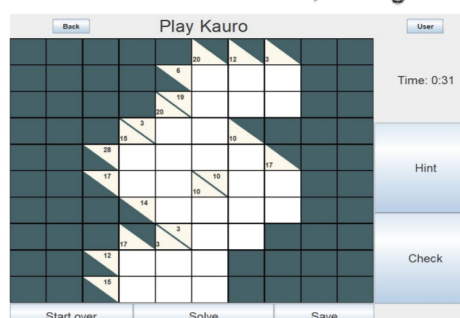 Back
Play Kauro
User
20 12 3
6
Time: 0:31
19
20
3
15 10
28
17
Hint
17 10
10
14
3
17 3
Check
12
15
Start over
Solve
Save